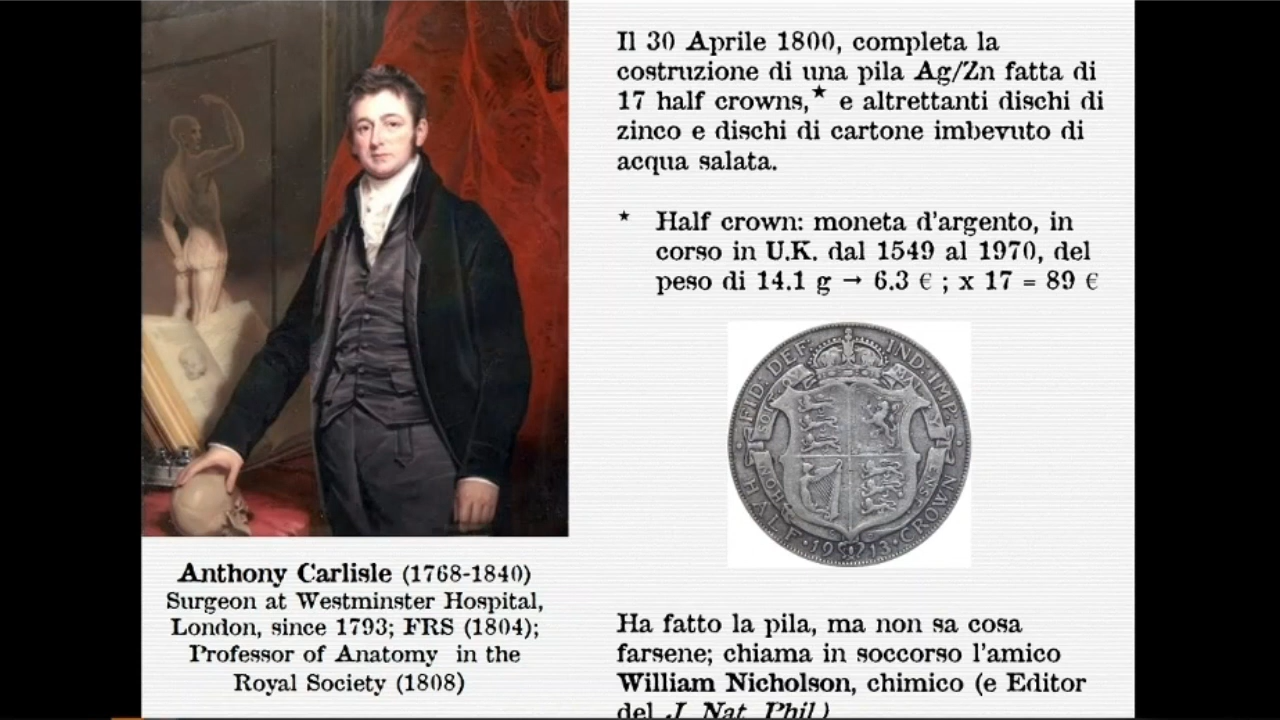 Il 30 Aprile 1800, completa la
costruzione di una pila Ag/Zn fatta di
17 half crowns,★ e altrettanti dischi di
zinco e dischi di cartone imbevuto di
acqua salata.
★ Half crown: moneta d'argento, in
corso in U.K. dal 1549 al 1970, del
peso di 14.1 g → 6.3 € ; x 17 = 89 €
FID: DEF: IND: IMP:
HALF · 1913 · CROWN
Anthony Carlisle (1768-1840)
Surgeon at Westminster Hospital,
London, since 1793; FRS (1804);
Professor of Anatomy in the
Royal Society (1808)
Ha fatto la pila, ma non sa cosa
farsene; chiama in soccorso l'amico
William Nicholson, chimico (e Editor
del J. Nat. Phil.)